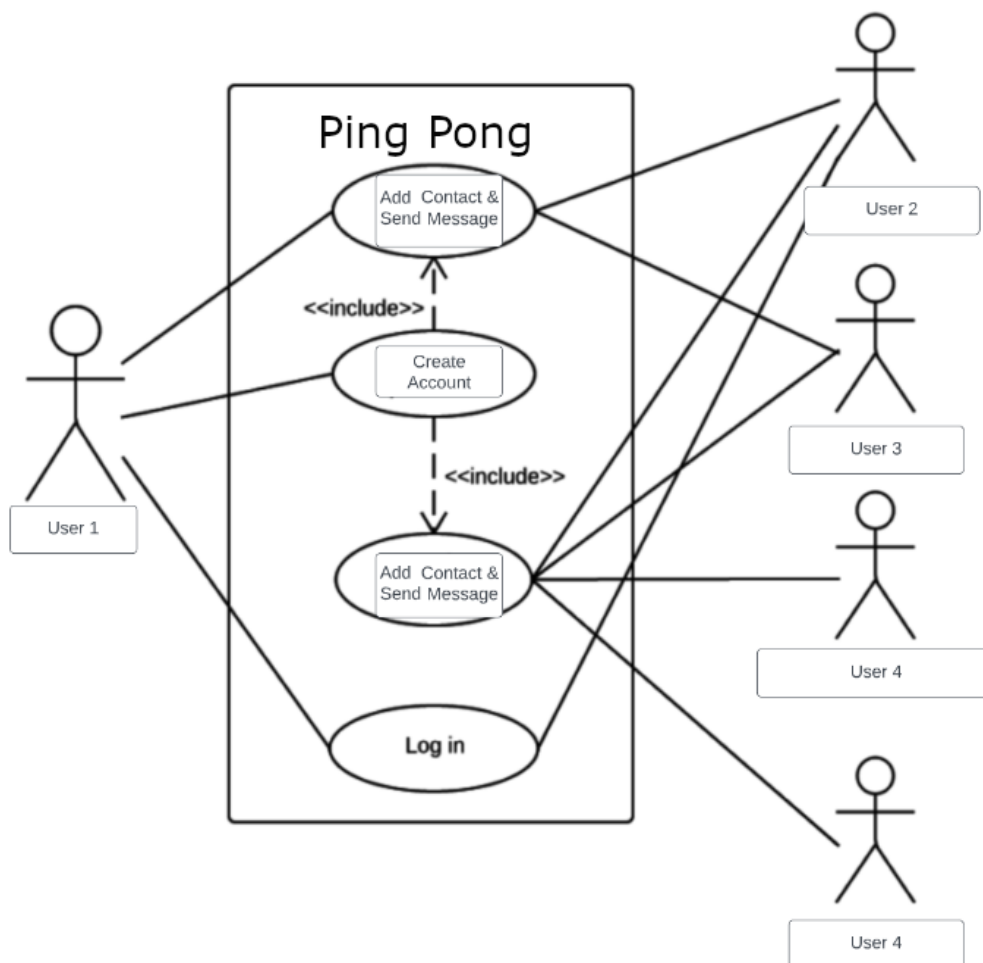 Ping Pong
Add Contact &
Send Message
User 2
<<include>>
User 3
Create
Account
<<include>>
User 1
Add Contact &
Send Message
User 4
Log in
User 4